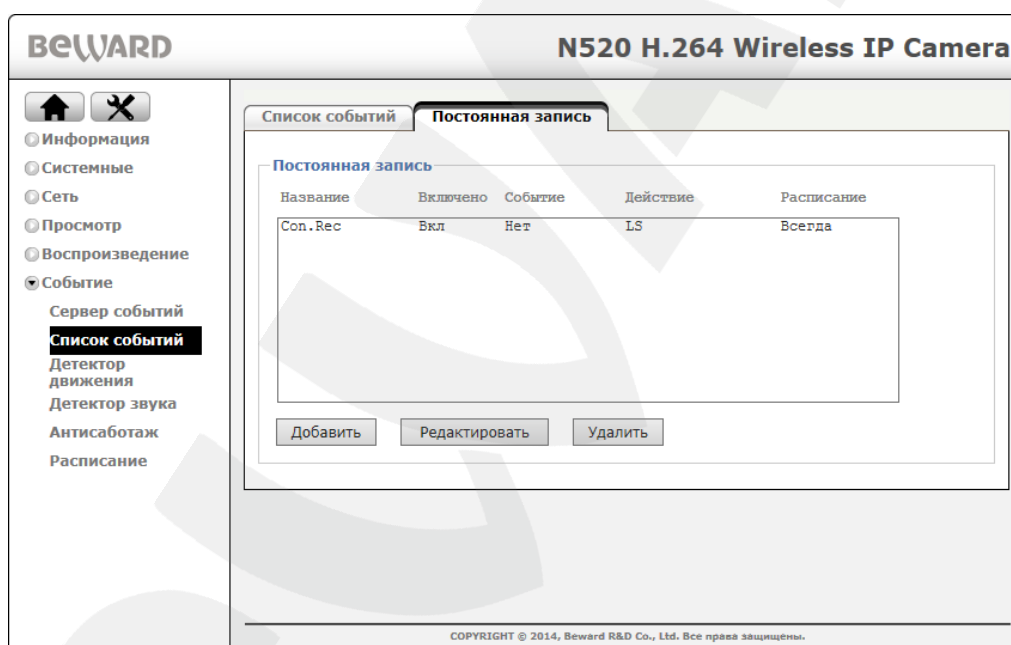 BEWARD
N520 H.264 Wireless IP Camera
Информация
Системные
Сеть
Просмотр
Воспроизведение
Событие
Сервер событий
Список событий
Детектор
движения
Детектор звука
Антисаботаж
Расписание
Список событий Постоянная запись
Постоянная запись
Название Включено Событие Действие Расписание
Con.Rec Вкл Нет LS Всегда
Добавить Редактировать Удалить
COPYRIGHT © 2014, Beward R&D Co., Ltd. Все права защищены.